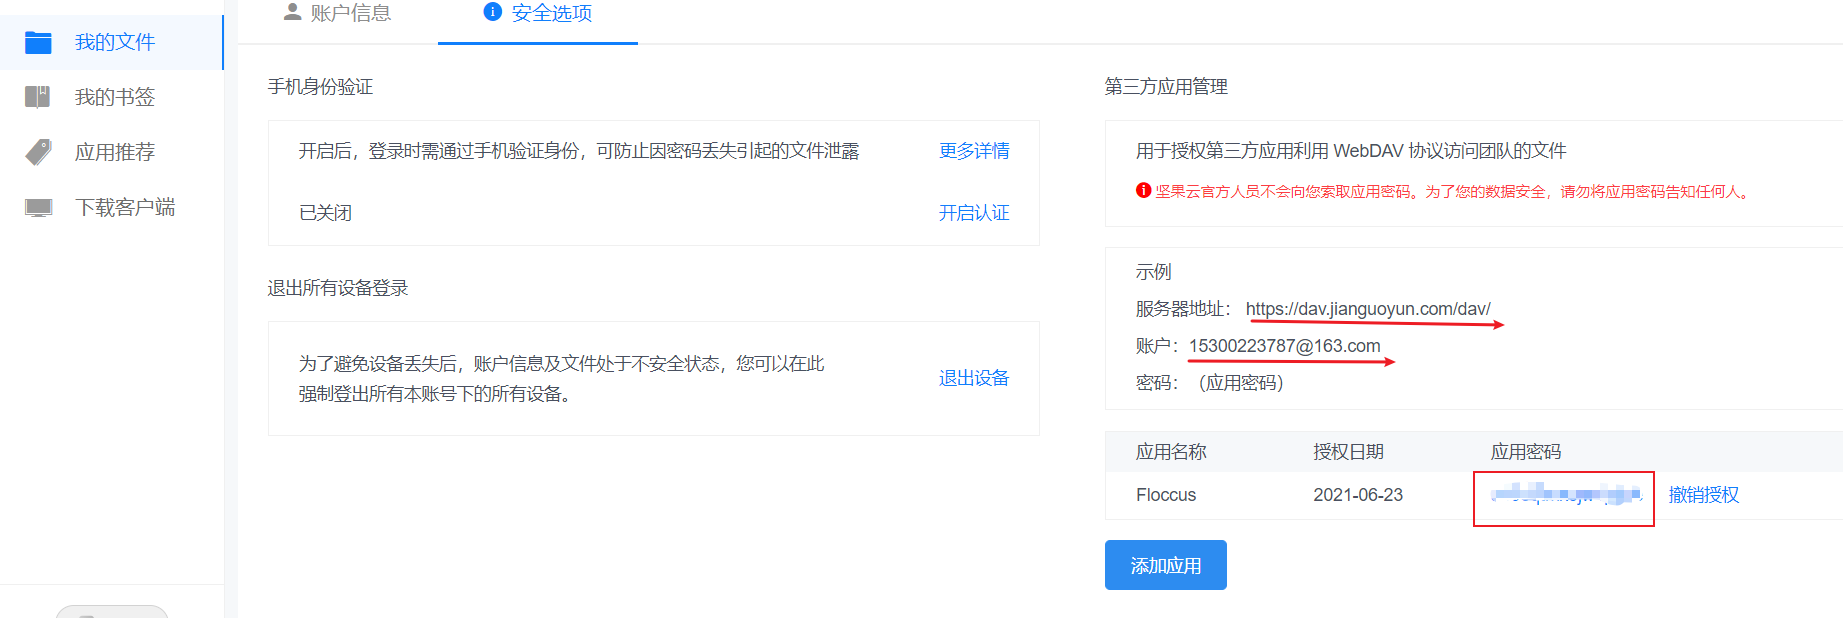 我的文件
我的书签
应用推荐
下载客户端
账户信息
安全选项
手机身份验证
开启后，登录时需通过手机验证身份，可防止因密码丢失引起的文件泄露
更多详情
已关闭
开启认证
退出所有设备登录
为了避免设备丢失后，账户信息及文件处于不安全状态，您可以在此
强制登出所有本账号下的所有设备。
退出设备
第三方应用管理
用于授权第三方应用利用 WebDAV 协议访问团队的文件
坚果云官方人员不会向您索取应用密码。为了您的数据安全，请勿将应用密码告知任何人。
示例
服务器地址： https://dav.jianguoyun.com/dav/
账户：15300223787@163.com
密码：（应用密码）
应用名称 授权日期 应用密码
Floccus 2021-06-23 撤销授权
添加应用